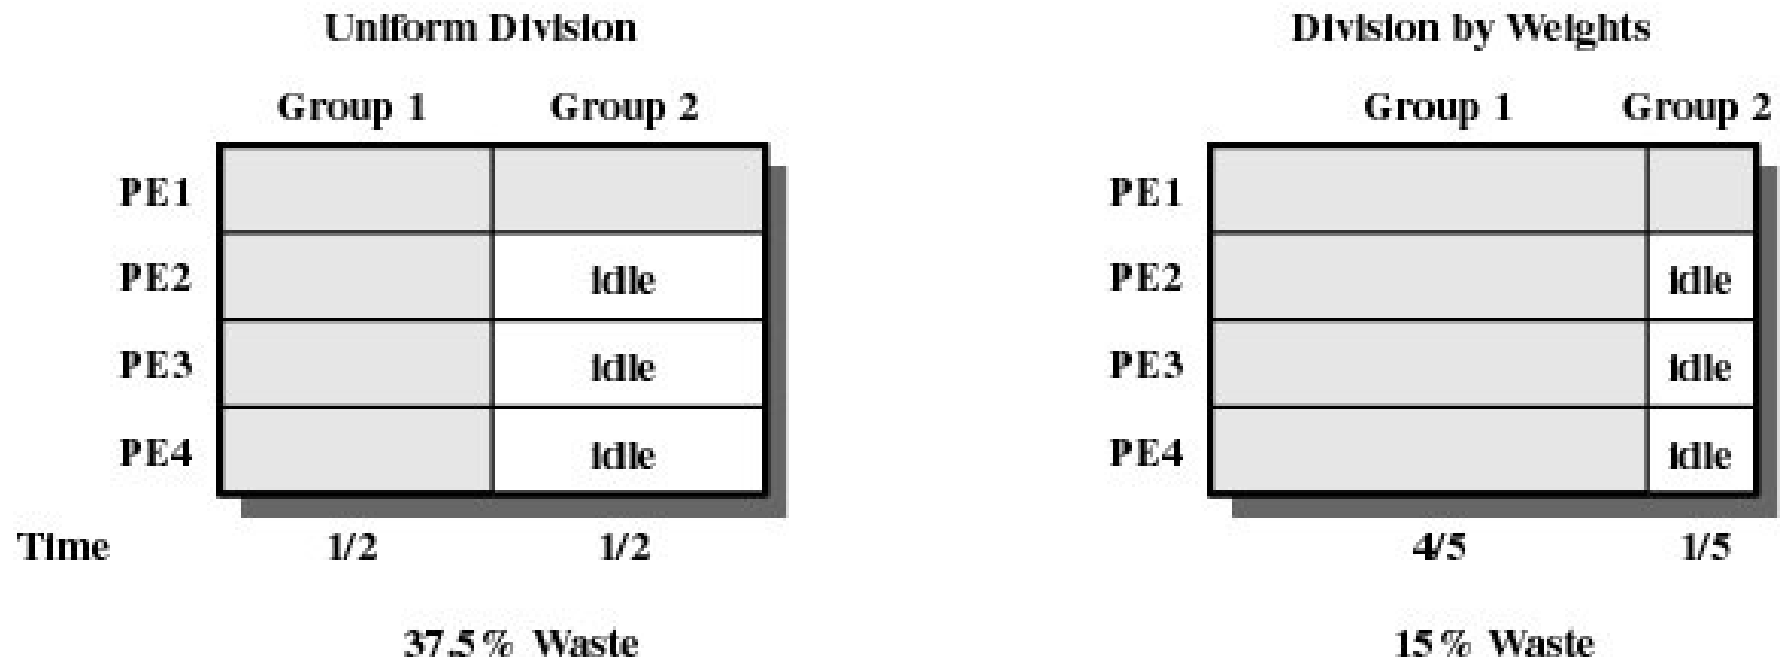 Uniform Division
Group 1 Group 2
PE1
PE2 idle
PE3 idle
PE4 idle
Time 1/2 1/2
37.5% Waste
Division by Weights
Group 1 Group 2
PE1
PE2 idle
PE3 idle
PE4 idle
4/5 1/5
15% Waste